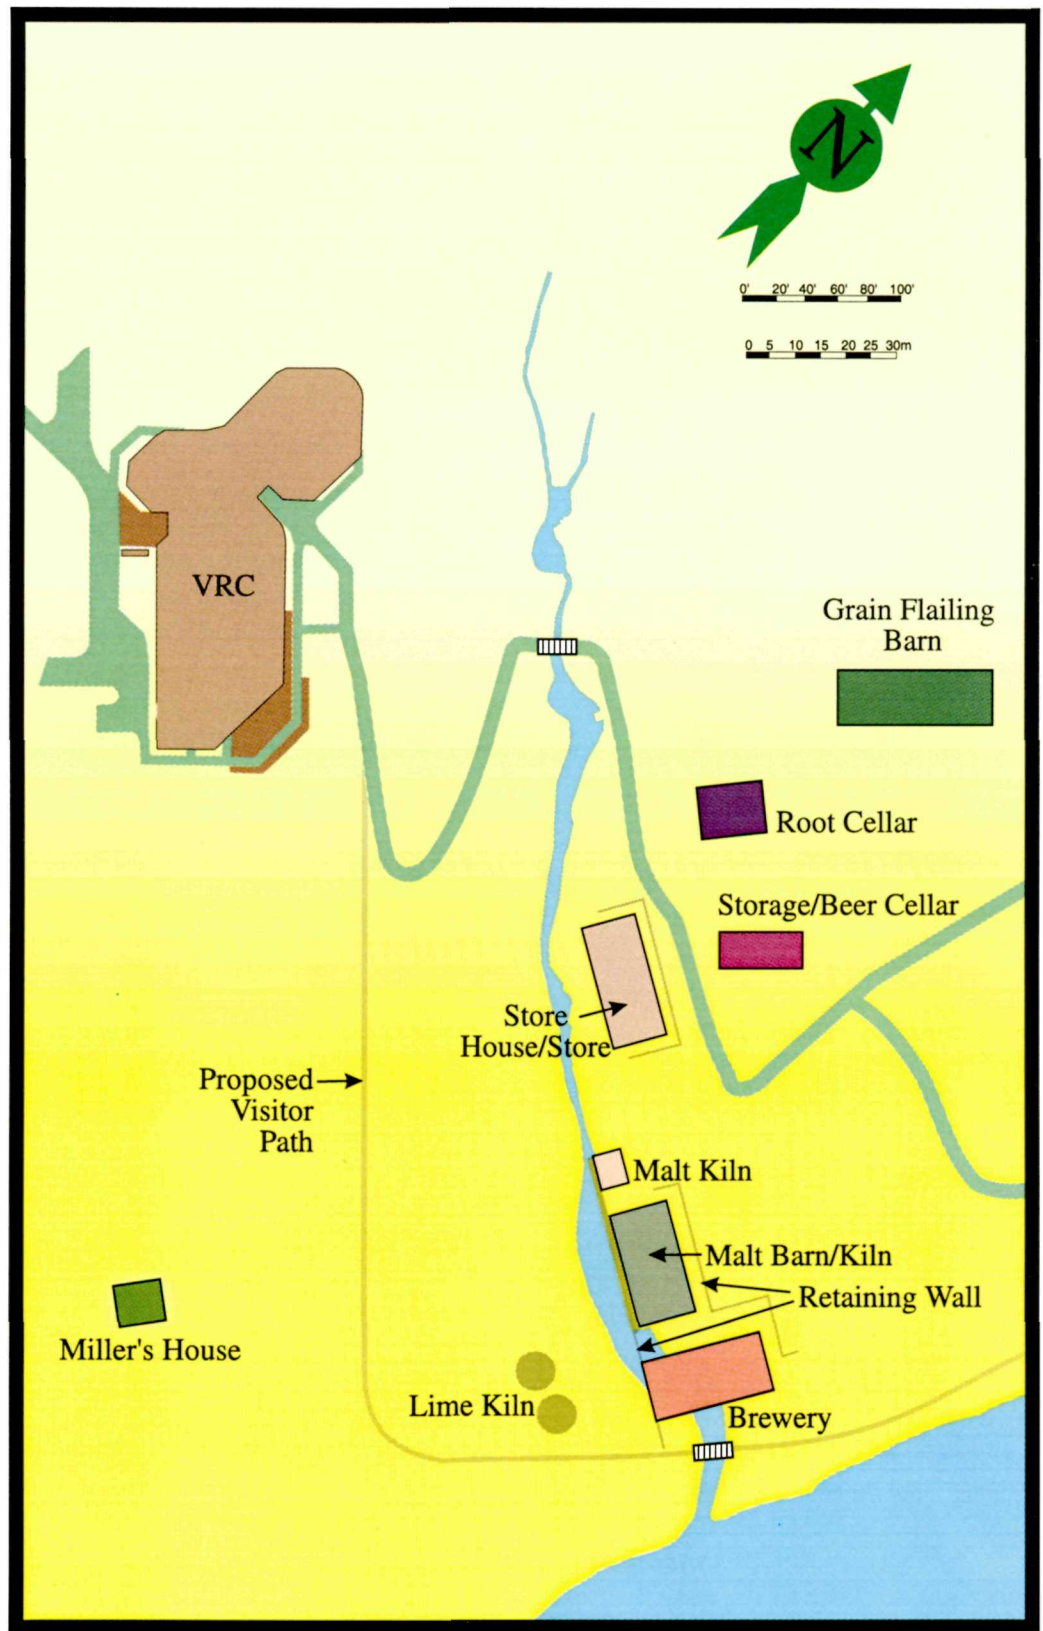 N
0' 20' 40' 60' 80' 100'
0 5 10 15 20 25 30m
VRC
Grain Flailing
Barn
Root Cellar
Storage/Beer Cellar
Store
House/Store
Proposed
Visitor
Path
Malt Kiln
Malt Barn/Kiln
Retaining Wall
Miller's House
Lime Kiln
Brewery